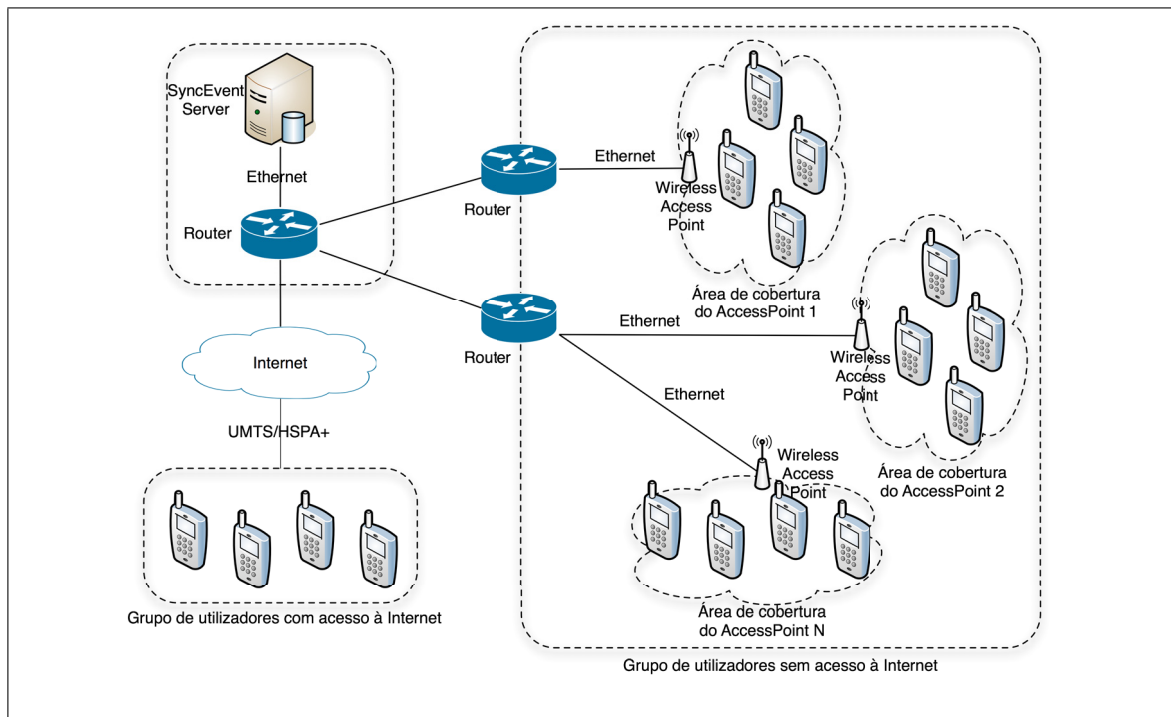 SyncEvent
Server
Ethernet
Router
Internet
UMTS/HSPA+
Grupo de utilizadores com acesso à Internet
Router
Ethernet
Wireless
Access
Point
Área de cobertura
do AccessPoint 1
Router
Ethernet
Wireless
Access
Point
Área de cobertura
do AccessPoint 2
Ethernet
Wireless
Access
Point
Área de cobertura
do AccessPoint N
Grupo de utilizadores sem acesso à Internet